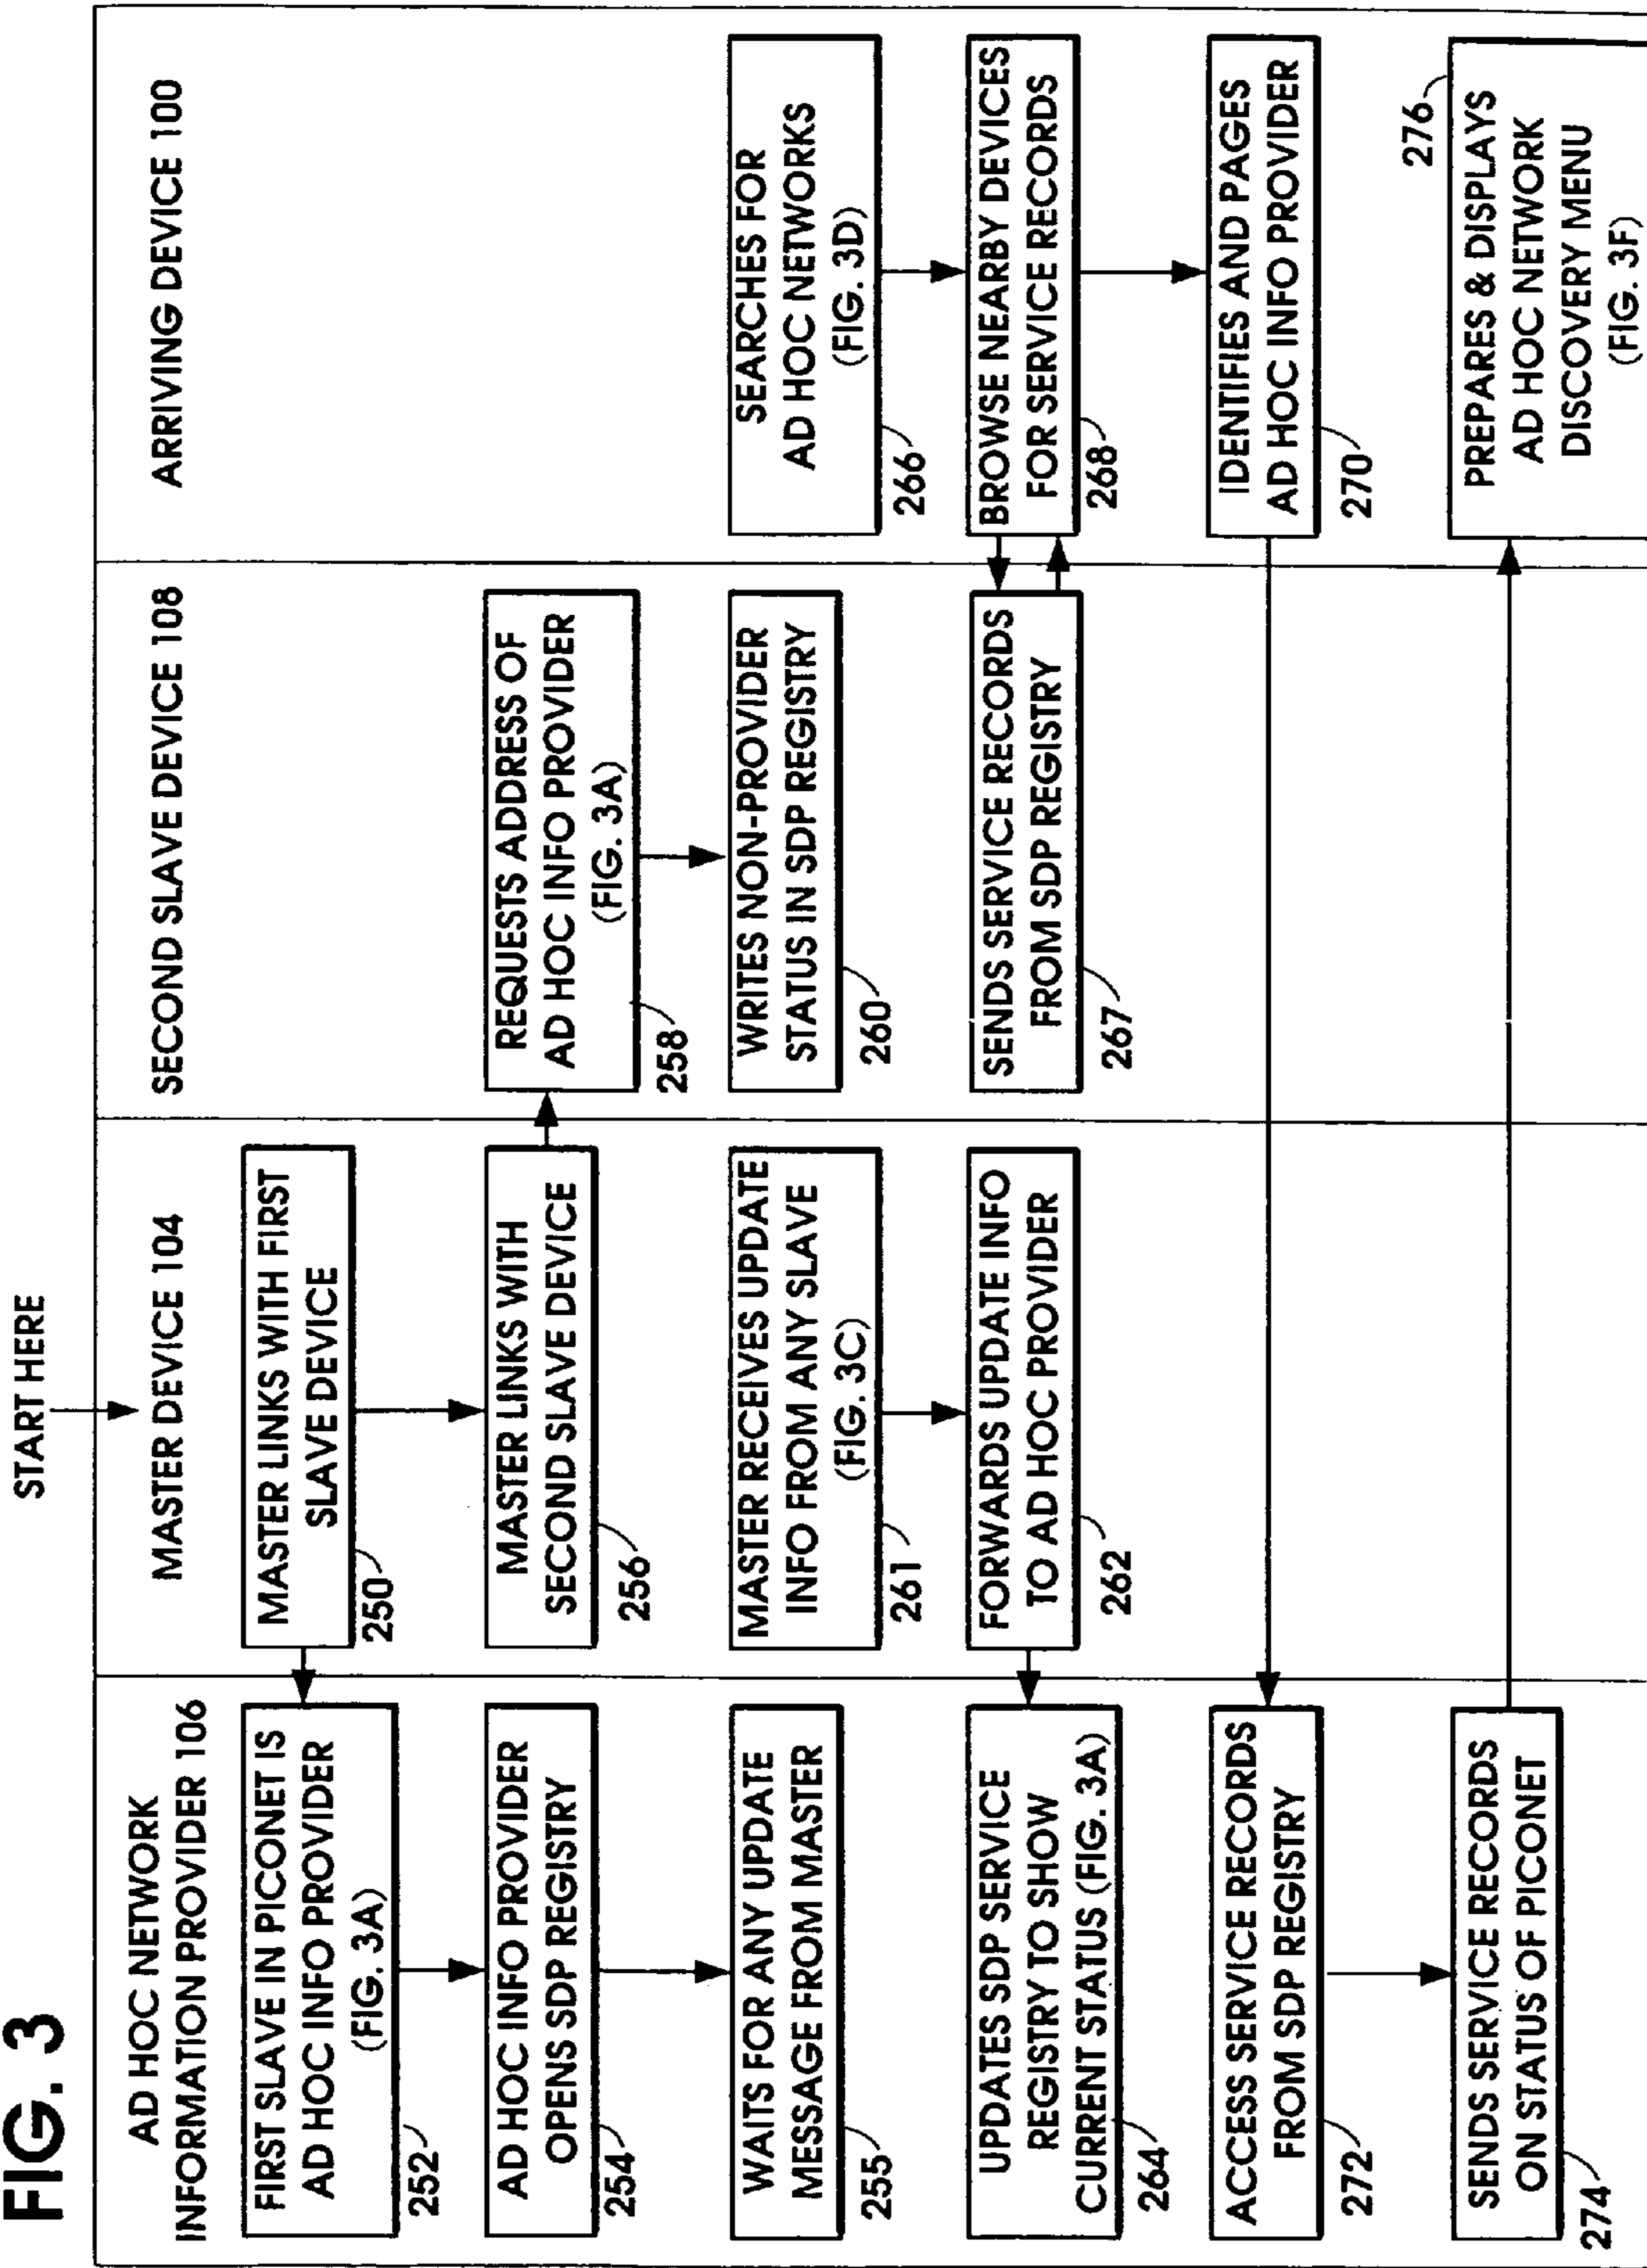 FIG. 3
START HERE
AD HOC NETWORK
INFORMATION PROVIDER 106
MASTER DEVICE 104
SECOND SLAVE DEVICE 108
ARRIVING DEVICE 100
FIRST SLAVE IN PICONET IS
AD HOC INFO PROVIDER
(FIG. 3A)
252
MASTER LINKS WITH FIRST
SLAVE DEVICE
250
AD HOC INFO PROVIDER
OPENS SDP REGISTRY
254
MASTER LINKS WITH
SECOND SLAVE DEVICE
256
REQUESTS ADDRESS OF
AD HOC INFO PROVIDER
(FIG. 3A)
258
WAITS FOR ANY UPDATE
MESSAGE FROM MASTER
255
MASTER RECEIVES UPDATE
INFO FROM ANY SLAVE
(FIG. 3C)
261
WRITES NON-PROVIDER
STATUS IN SDP REGISTRY
260
SEARCHES FOR
AD HOC NETWORKS
(FIG. 3D)
266
UPDATES SDP SERVICE
REGISTRY TO SHOW
CURRENT STATUS (FIG. 3A)
264
FORWARDS UPDATE INFO
TO AD HOC PROVIDER
262
SENDS SERVICE RECORDS
FROM SDP REGISTRY
267
BROWSE NEARBY DEVICES
FOR SERVICE RECORDS
268
ACCESS SERVICE RECORDS
FROM SDP REGISTRY
272
IDENTIFIES AND PAGES
AD HOC INFO PROVIDER
270
SENDS SERVICE RECORDS
ON STATUS OF PICONET
274
276
PREPARES & DISPLAYS
AD HOC NETWORK
DISCOVERY MENU
(FIG. 3F)